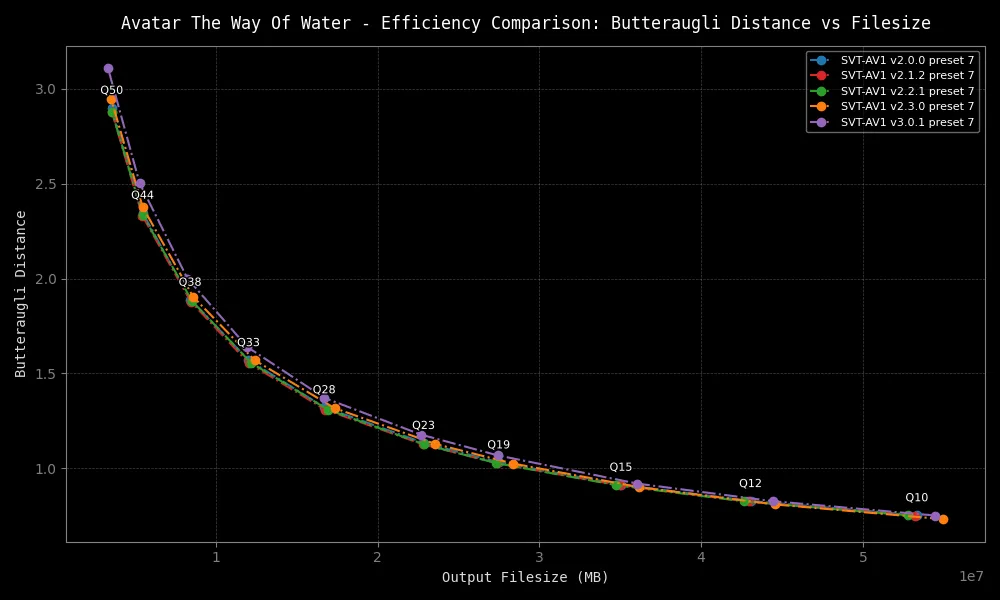 Avatar The Way Of Water - Efficiency Comparison: Butteraugli Distance vs Filesize
SVT-AV1 v2.0.0 preset 7
SVT-AV1 v2.1.2 preset 7
SVT-AV1 v2.2.1 preset 7
SVT-AV1 v2.3.0 preset 7
SVT-AV1 v3.0.1 preset 7
Butteraugli Distance
3.0
2.5
2.0
1.5
1.0
Q50
Q44
Q38
Q33
Q28
Q23
Q19
Q15
Q12
Q10
1
2
3
4
5
1e7
Output Filesize (MB)